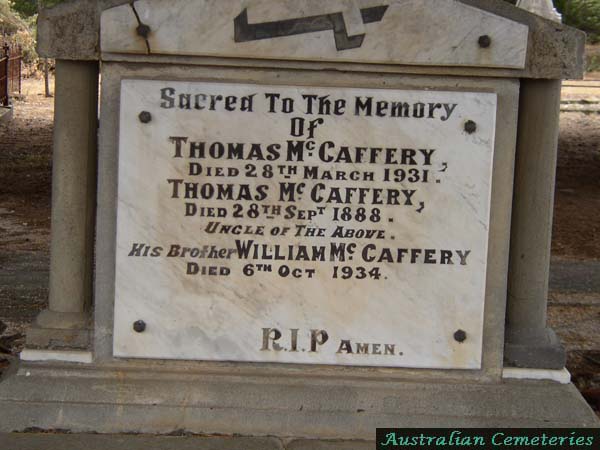 Sacred To The Memory
Of
THOMAS Mc CAFFERY,
DIED 28TH MARCH 1931.
THOMAS Mc CAFFERY,
DIED 28TH SEPT 1888.
UNCLE OF THE ABOVE.
HIS BrotHER WILLIAM Mc CAFFERY
DIED 6TH OCT 1934.
R.I.P AMEN.
Australian Cemeteries